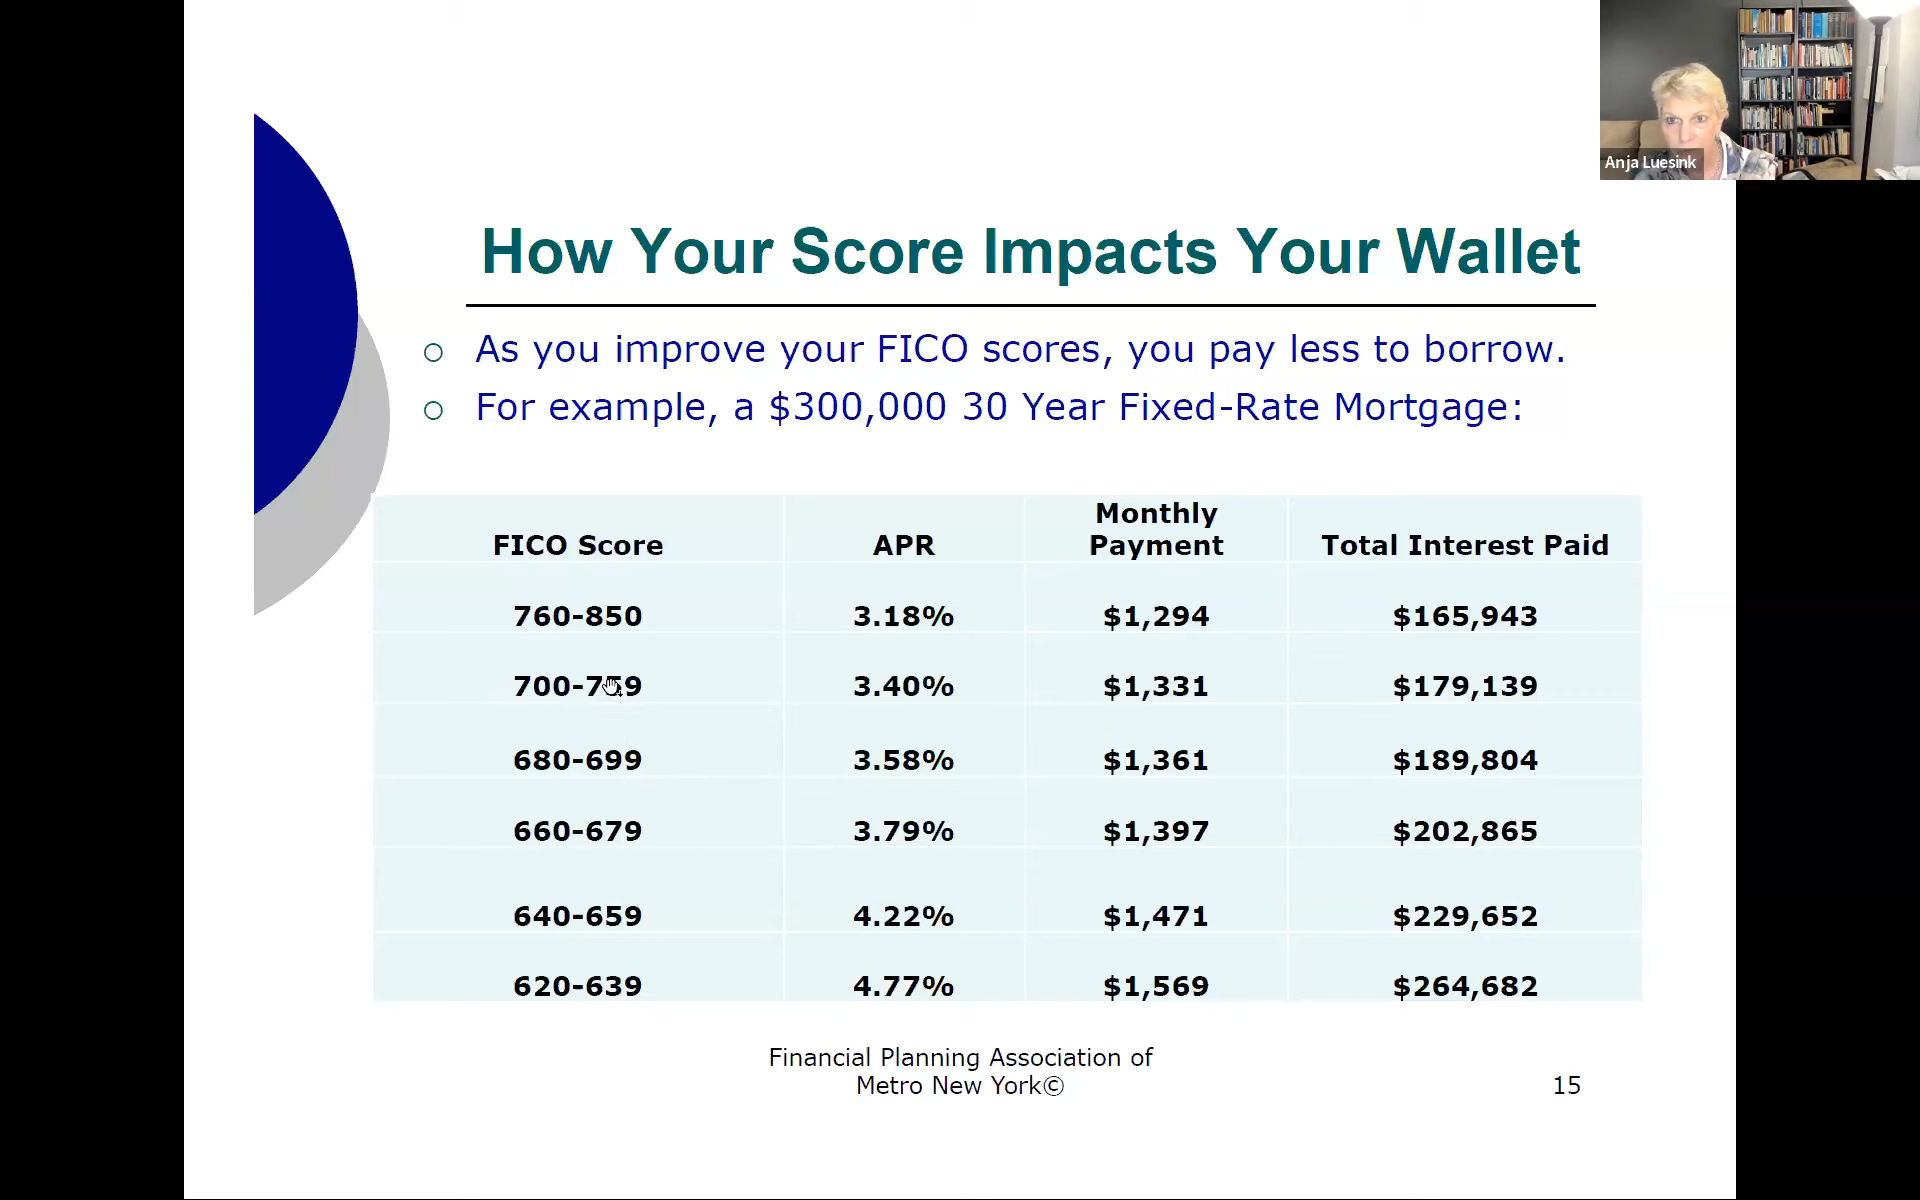 Anja Luesink
How Your Score Impacts Your Wallet
As you improve your FICO scores, you pay less to borrow.
For example, a $300,000 30 Year Fixed-Rate Mortgage:
FICO Score APR Monthly Payment Total Interest Paid
760-850 3.18% $1,294 $165,943
700-759 3.40% $1,331 $179,139
680-699 3.58% $1,361 $189,804
660-679 3.79% $1,397 $202,865
640-659 4.22% $1,471 $229,652
620-639 4.77% $1,569 $264,682
Financial Planning Association of
Metro New York©
15